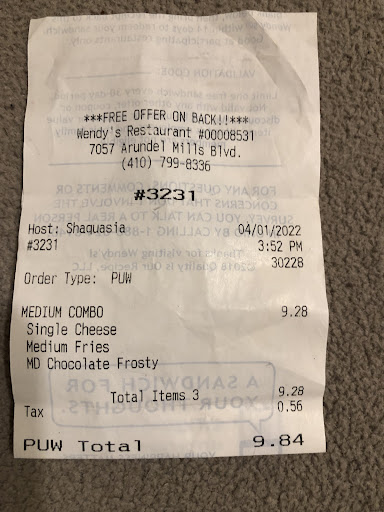 ***FREE OFFER ON BACK!!***
Wendy's Restaurant #00008531
7057 Arundel Mills Blvd.
(410) 799-8336
#3231
Host: Shaquasia 04/01/2022
#3231 3:52 PM
30228
Order Type: PUW
MEDIUM COMBO 9.28
Single Cheese
Medium Fries
MD Chocolate Frosty
Total Items 3 9.28
Tax 0.56
PUW Total 9.84